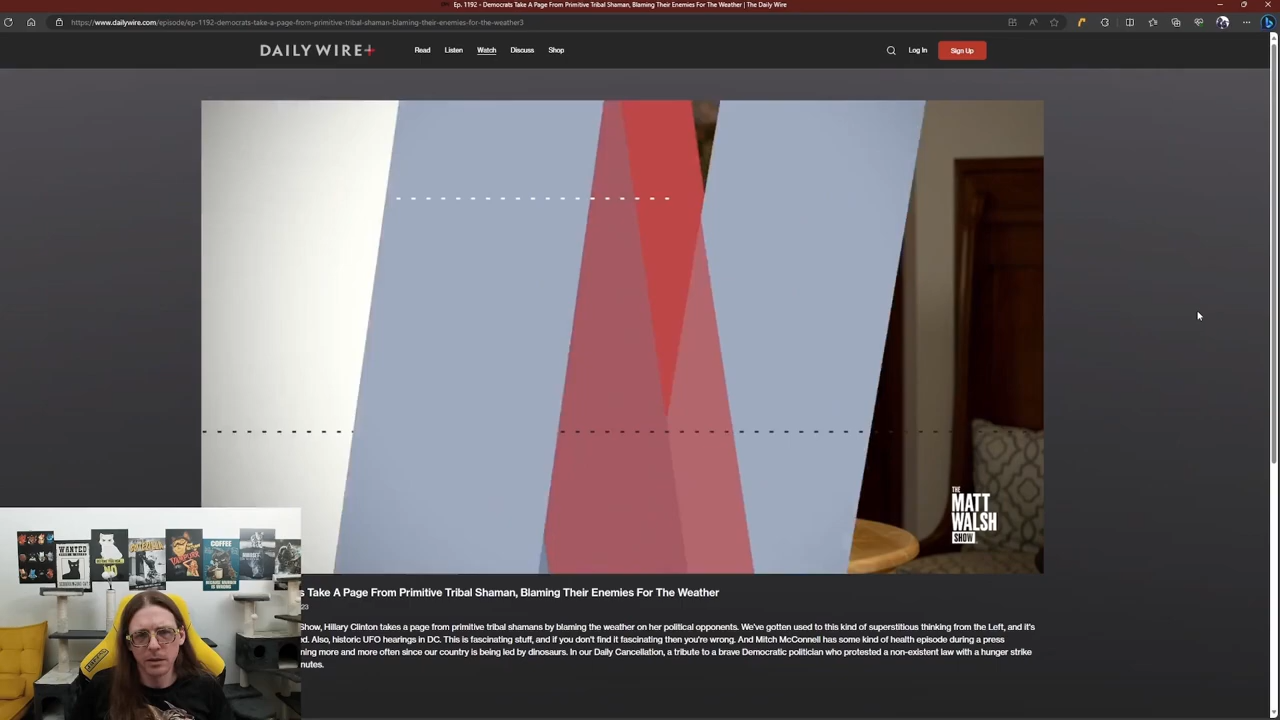 Ep. 1192 - Democrats Take A Page From Primitive Tribal Shaman, Blaming Their Enemies For The Weather | The Daily Wire
https://www.dailywire.com/episode/ep-1192-democrats-take-a-page-from-primitive-tribal-shaman-blaming-their-enemies-for-the-weather3
DAILYWIRE+ Read Listen Watch Discuss Shop Log In Sign Up
THE
MATT
WALSH
SHOW
WANTED
COFFEE
s Take A Page From Primitive Tribal Shaman, Blaming Their Enemies For The Weather
23
Show, Hillary Clinton takes a page from primitive tribal shamans by blaming the weather on her political opponents. We've gotten used to this kind of superstitious thinking from the Left, and it's
d. Also, historic UFO hearings in DC. This is fascinating stuff, and if you don't find it fascinating then you're wrong. And Mitch McConnell has some kind of health episode during a press
ning more and more often since our country is being led by dinosaurs. In our Daily Cancellation, a tribute to a brave Democratic politician who protested a non-existent law with a hunger strike
nutes.